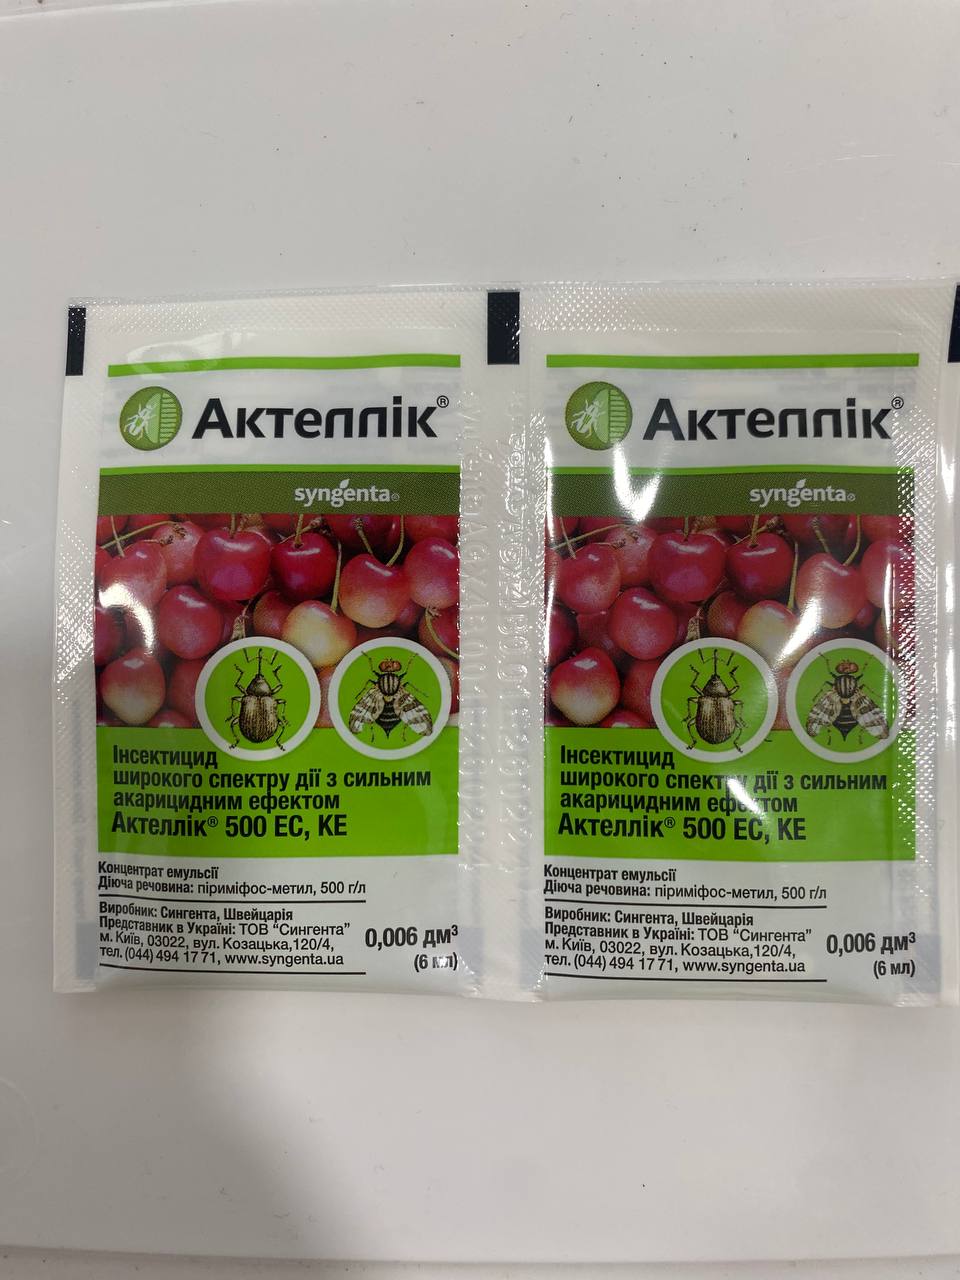 Актеллік®
syngenta®
Інсектицид
широкого спектру дії з сильним
акарицидним ефектом
Актеллік® 500 ЕС, КЕ
Концентрат емульсії
Діюча речовина: піриміфос-метил, 500 г/л
Виробник: Сингента, Швейцарія
Представник в Україні: ТОВ “Сингента”
м. Київ, 03022, вул. Козацька,120/4,
тел. (044) 494 17 71, www.syngenta.ua
0,006 дм³
(6 мл)
Актеллік®
syngenta®
Інсектицид
широкого спектру дії з сильним
акарицидним ефектом
Актеллік® 500 ЕС, КЕ
Концентрат емульсії
Діюча речовина: піриміфос-метил, 500 г/л
Виробник: Сингента, Швейцарія
Представник в Україні: ТОВ “Сингента”
м. Київ, 03022, вул. Козацька,120/4,
тел. (044) 494 17 71, www.syngenta.ua
0,006 дм³
(6 мл)